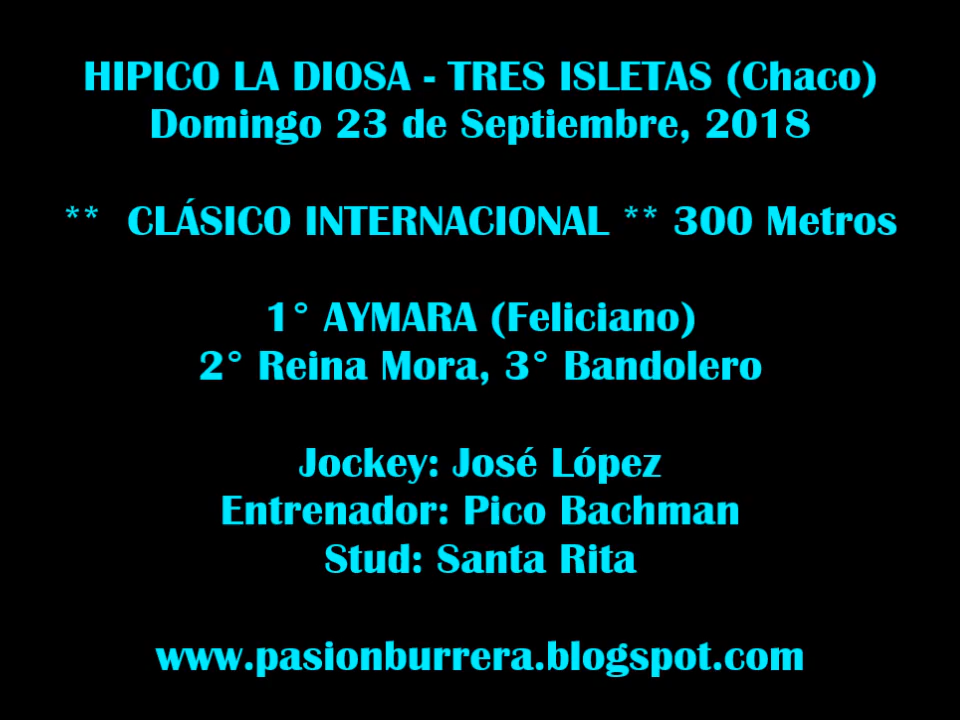 HIPICO LA DIOSA - TRES ISLETAS (Chaco)
Domingo 23 de Septiembre, 2018
** CLÁSICO INTERNACIONAL ** 300 Metros
1° AYMARA (Feliciano)
2° Reina Mora, 3° Bandolero
Jockey: José López
Entrenador: Pico Bachman
Stud: Santa Rita
www.pasionburrera.blogspot.com